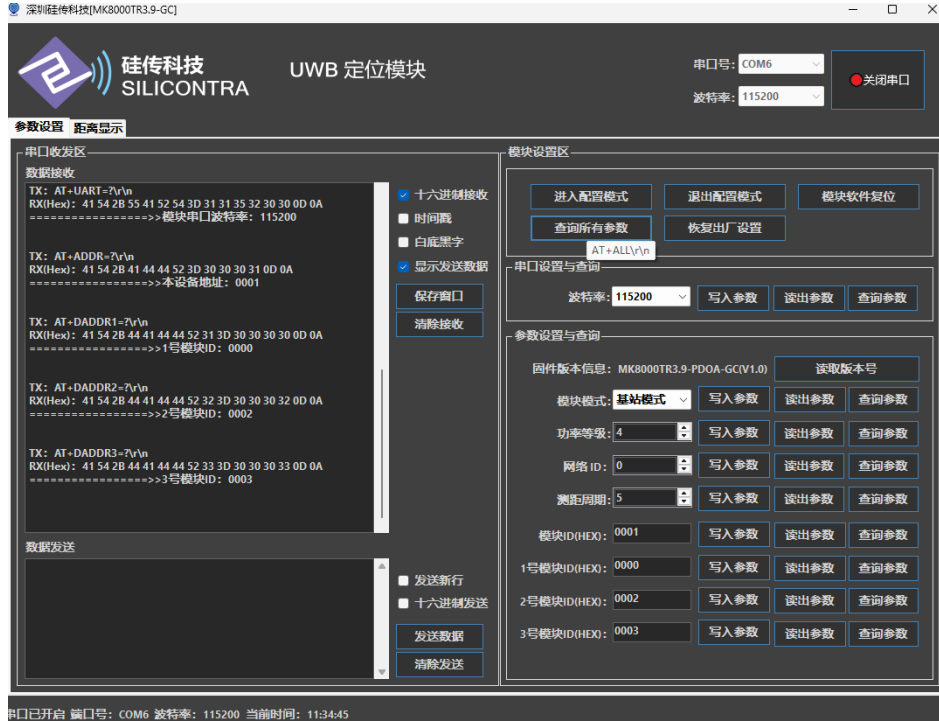 深圳硅传科技[MK8000TR3.9-GC]
硅传科技
SILICONTRA
UWB 定位模块
串口号: COM6
波特率: 115200
关闭串口
参数设置 距离显示
串口收发区
数据接收
TX: AT+UART=?\r\n
RX(Hex): 41 54 2B 55 41 52 54 3D 31 31 35 32 30 30 0D 0A
=================>>模块串口波特率: 115200
TX: AT+ADDR=?\r\n
RX(Hex): 41 54 2B 41 44 44 52 3D 30 30 30 31 0D 0A
=================>>本设备地址: 0001
TX: AT+DADDR1=?\r\n
RX(Hex): 41 54 2B 44 41 44 44 52 31 3D 30 30 30 30 0D 0A
=================>>1号模块ID: 0000
TX: AT+DADDR2=?\r\n
RX(Hex): 41 54 2B 44 41 44 44 52 32 3D 30 30 30 32 0D 0A
=================>>2号模块ID: 0002
TX: AT+DADDR3=?\r\n
RX(Hex): 41 54 2B 44 41 44 44 52 33 3D 30 30 30 33 0D 0A
=================>>3号模块ID: 0003
十六进制接收
时间戳
白底黑字
显示发送数据
保存窗口
清除接收
数据发送
发送新行
十六进制发送
发送数据
清除发送
模块设置区
进入配置模式 退出配置模式 模块软件复位
查询所有参数 恢复出厂设置
AT+ALL\r\n
串口设置与查询
波特率: 115200 写入参数 读出参数 查询参数
参数设置与查询
固件版本信息: MK8000TR3.9-PDOA-GC(V1.0) 读取版本号
模块模式: 基站模式 写入参数 读出参数 查询参数
功率等级: 4 写入参数 读出参数 查询参数
网络 ID: 0 写入参数 读出参数 查询参数
测距周期: 5 写入参数 读出参数 查询参数
模块ID(HEX): 0001 写入参数 读出参数 查询参数
1号模块ID(HEX): 0000 写入参数 读出参数 查询参数
2号模块ID(HEX): 0002 写入参数 读出参数 查询参数
3号模块ID(HEX): 0003 写入参数 读出参数 查询参数
串口已开启 端口号: COM6 波特率: 115200 当前时间: 11:34:45